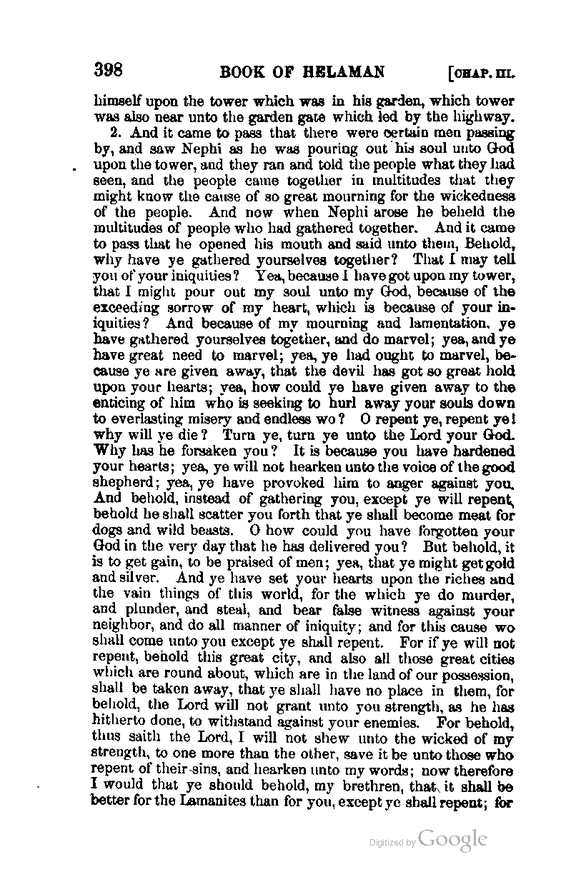 398 BOOK OF HELAMAN [CHAP. III.
himself upon the tower which was in his garden, which tower
was also near unto the garden gate which led by the highway.
2. And it came to pass that there were certain men passing
by, and saw Nephi as he was pouring out his soul unto God
upon the tower, and they ran and told the people what they had
seen, and the people came together in multitudes that they
might know the cause of so great mourning for the wickedness
of the people. And now when Nephi arose he beheld the
multitudes of people who had gathered together. And it came
to pass that he opened his mouth and said unto them, Behold,
why have ye gathered yourselves together? That I may tell
you of your iniquities? Yea, because I have got upon my tower,
that I might pour out my soul unto my God, because of the
exceeding sorrow of my heart, which is because of your in-
iquities? And because of my mourning and lamentation, ye
have gathered yourselves together, and do marvel; yea, and ye
have great need to marvel; yea, ye had ought to marvel, be-
cause ye are given away, that the devil has got so great hold
upon your hearts; yea, how could ye have given away to the
enticing of him who is seeking to hurl away your souls down
to everlasting misery and endless wo? O repent ye, repent ye!
why will ye die? Turn ye, turn ye unto the Lord your God.
Why has he forsaken you? It is because you have hardened
your hearts; yea, ye will not hearken unto the voice of the good
shepherd; yea, ye have provoked him to anger against you.
And behold, instead of gathering you, except ye will repent,
behold he shall scatter you forth that ye shall become meat for
dogs and wild beasts. O how could you have forgotten your
God in the very day that he has delivered you? But behold, it
is to get gain, to be praised of men; yea, that ye might get gold
and silver. And ye have set your hearts upon the riches and
the vain things of this world, for the which ye do murder,
and plunder, and steal, and bear false witness against your
neighbor, and do all manner of iniquity; and for this cause wo
shall come unto you except ye shall repent. For if ye will not
repent, behold this great city, and also all those great cities
which are round about, which are in the land of our possession,
shall be taken away, that ye shall have no place in them, for
behold, the Lord will not grant unto you strength, as he has
hitherto done, to withstand against your enemies. For behold,
thus saith the Lord, I will not shew unto the wicked of my
strength, to one more than the other, save it be unto those who
repent of their sins, and hearken unto my words; now therefore
I would that ye should behold, my brethren, that it shall be
better for the Lamanites than for you, except ye shall repent; for
Digitized by Google